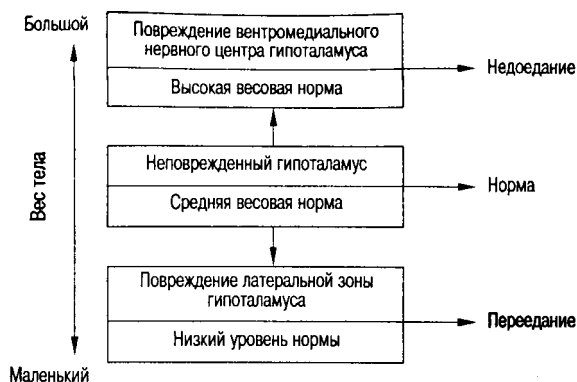 Большой
Повреждение вентромедиального
нервного центра гипоталамуса
Высокая весовая норма
Недоедание
Вес тела
Неповрежденный гипоталамус
Средняя весовая норма
Норма
Повреждение латеральной зоны
гипоталамуса
Низкий уровень нормы
Переедание
Маленький